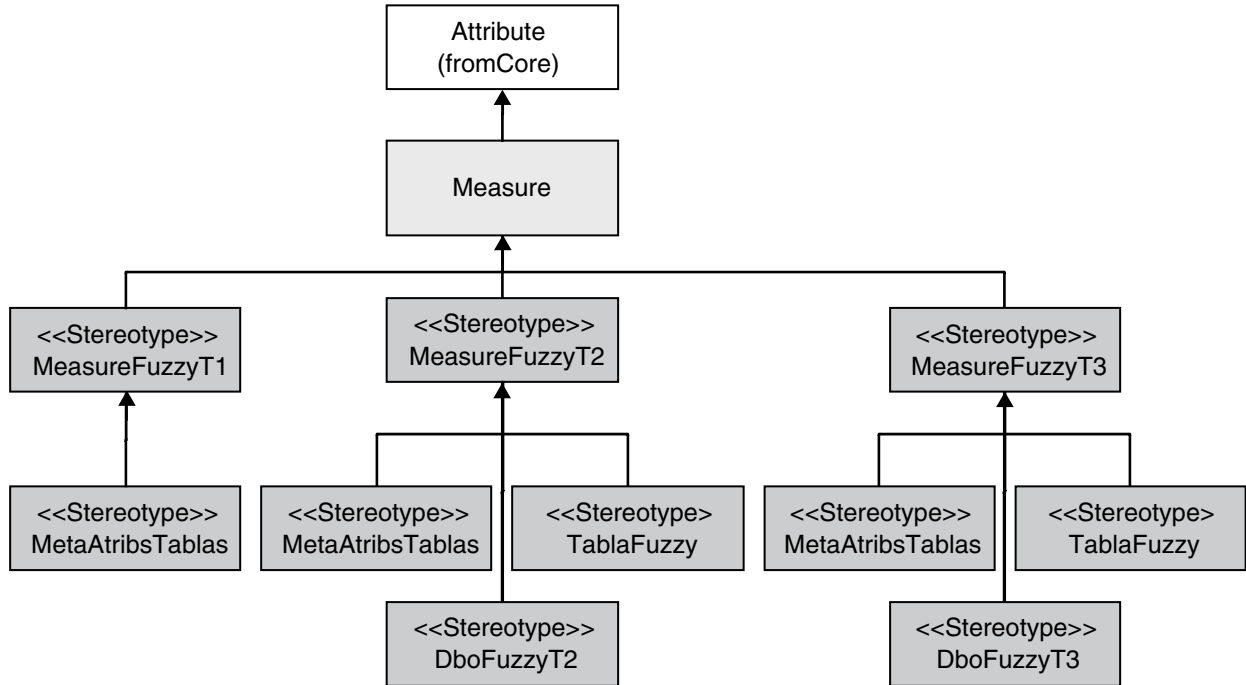 Attribute
(fromCore)
Measure
<<Stereotype>>
MeasureFuzzyT1
<<Stereotype>>
MeasureFuzzyT2
<<Stereotype>>
MeasureFuzzyT3
<<Stereotype>>
MetaAtribsTablas
<<Stereotype>>
MetaAtribsTablas
<<Stereotype>
TablaFuzzy
<<Stereotype>>
MetaAtribsTablas
<<Stereotype>
TablaFuzzy
<<Stereotype>>
DboFuzzyT2
<<Stereotype>>
DboFuzzyT3